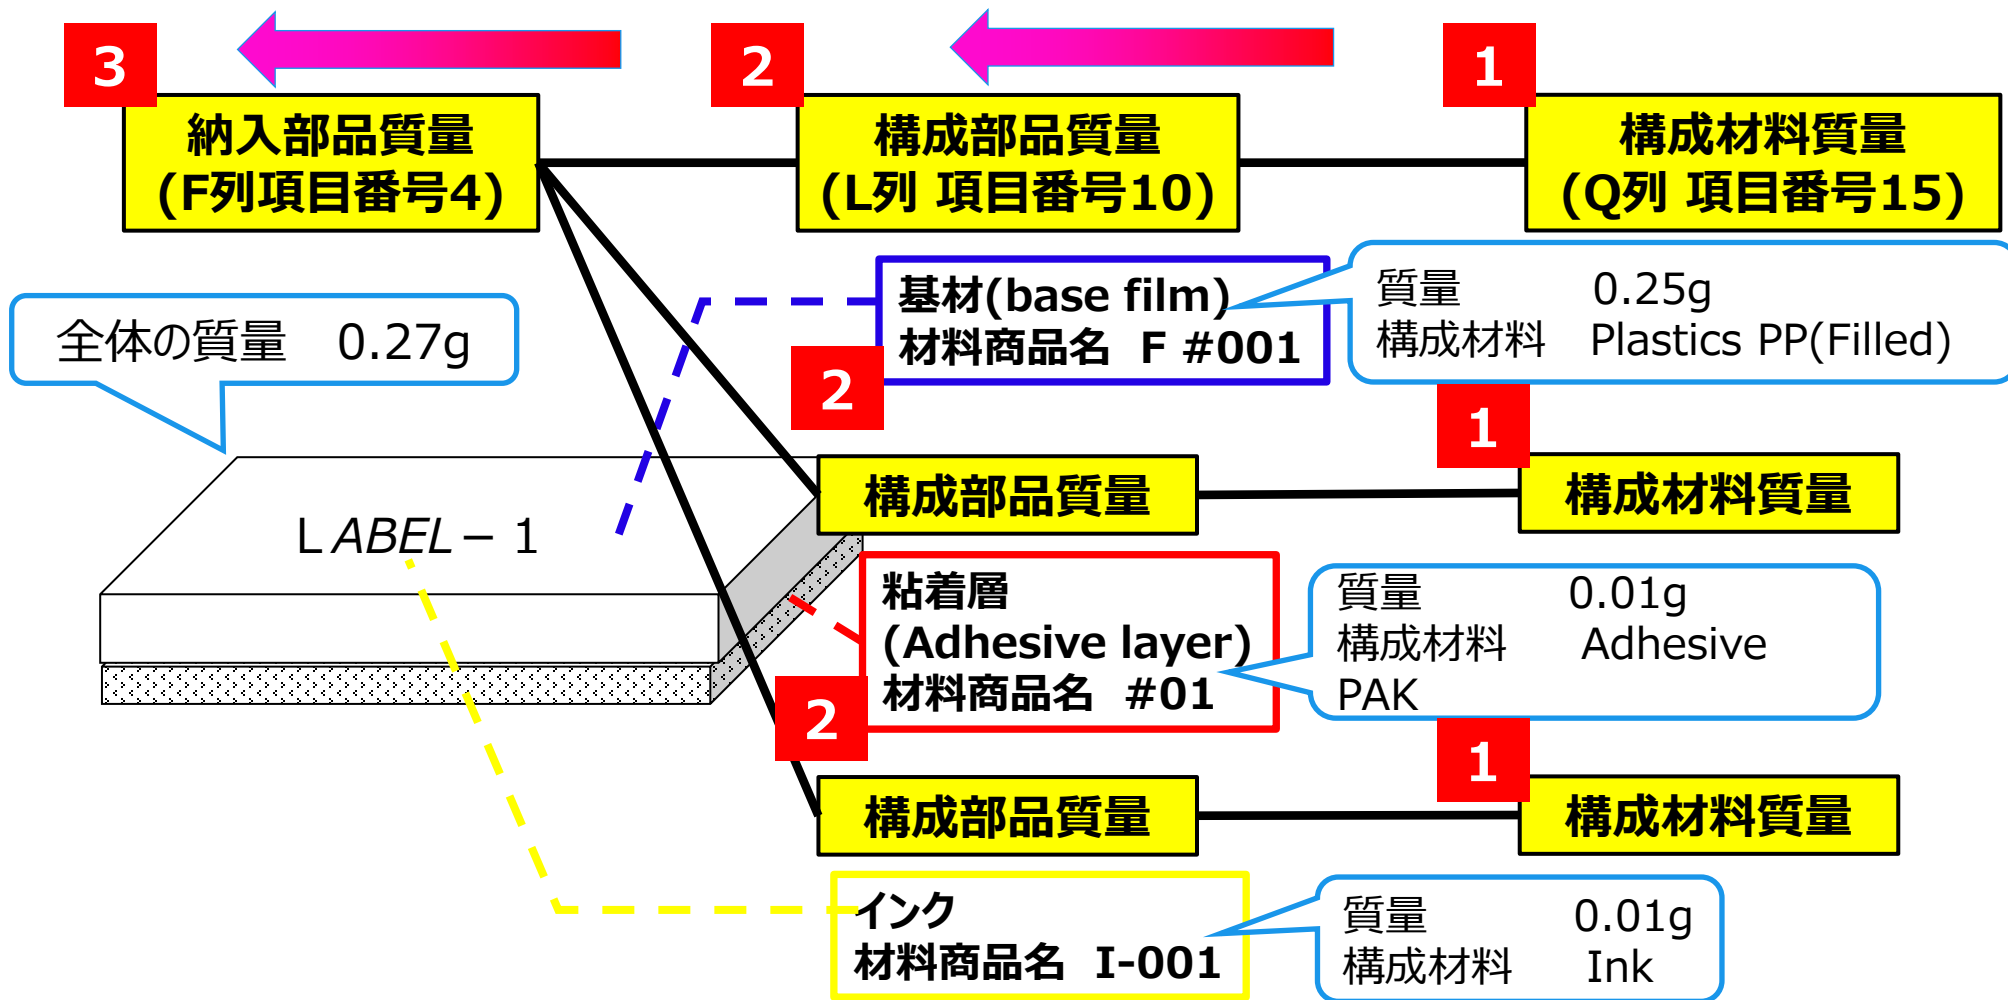 3
2
1
納入部品質量
(F列項目番号4)
構成部品質量
(L列 項目番号10)
構成材料質量
(Q列 項目番号15)
全体の質量 0.27g
基材(base film)
材料商品名 F #001
質量 0.25g
構成材料 Plastics PP(Filled)
2
1
構成部品質量
構成材料質量
LABEL－1
粘着層
(Adhesive layer)
材料商品名 #01
質量 0.01g
構成材料 Adhesive
PAK
2
1
構成部品質量
構成材料質量
インク
材料商品名 I-001
質量 0.01g
構成材料 Ink